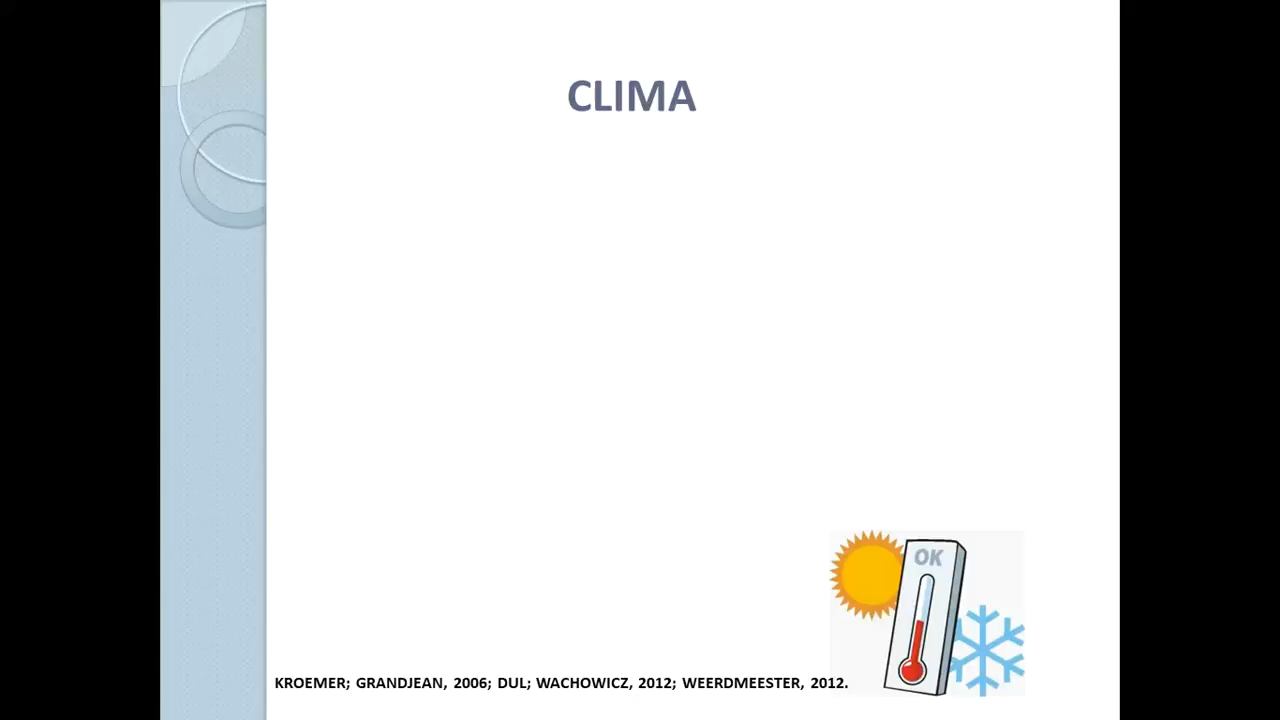 CLIMA
OK
KROEMER; GRANDJEAN, 2006; DUL; WACHOWICZ, 2012; WEERDMEESTER, 2012.